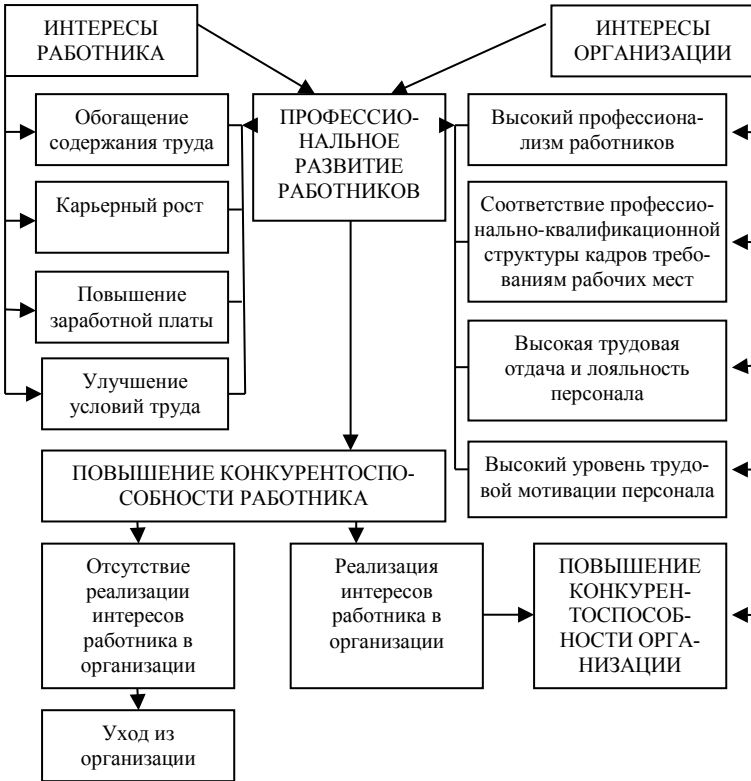 ИНТЕРЕСЫ
РАБОТНИКА
ИНТЕРЕСЫ
ОРГАНИЗАЦИИ
Обогащение
содержания труда
ПРОФЕССИО-
НАЛЬНОЕ
РАЗВИТИЕ
РАБОТНИКОВ
Высокий профессиона-
лизм работников
Карьерный рост
Соответствие професси-
нально-квалификационной
структуры кадров требо-
ваниям рабочих мест
Повышение
заработной платы
Высокая трудовая
отдача и лояльность
персонала
Улучшение
условий труда
Высокий уровень трудо-
вой мотивации персонала
ПОВЫШЕНИЕ КОНКУРЕНТОСПО-
СОБНОСТИ РАБОТНИКА
Отсутствие
реализации
интересов
работника в
организации
Реализация
интересов
работника в
организации
ПОВЫШЕНИЕ
КОНКУРЕН-
ТОСПОСОБ-
НОСТИ ОРГА-
НИЗАЦИИ
Уход из
организации